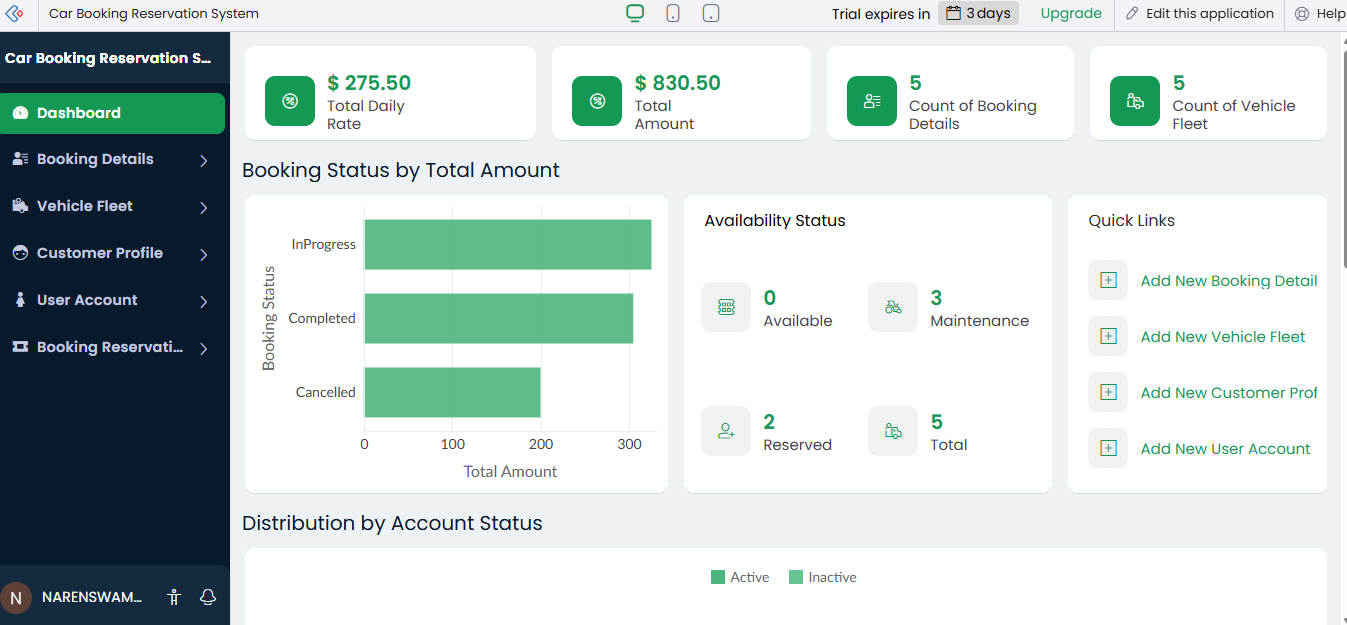 Car Booking Reservation System
Trial expires in 3 days Upgrade Edit this application Help
Car Booking Reservation S...
Dashboard
Booking Details
Vehicle Fleet
Customer Profile
User Account
Booking Reservati...
NARENSWAM...
N
$ 275.50
Total Daily
Rate
$ 830.50
Total
Amount
5
Count of Booking
Details
5
Count of Vehicle
Fleet
Booking Status by Total Amount
Booking Status
InProgress
Completed
Cancelled
0 100 200 300
Total Amount
Availability Status
0
Available
3
Maintenance
2
Reserved
5
Total
Quick Links
Add New Booking Detail
Add New Vehicle Fleet
Add New Customer Prof
Add New User Account
Distribution by Account Status
Active Inactive